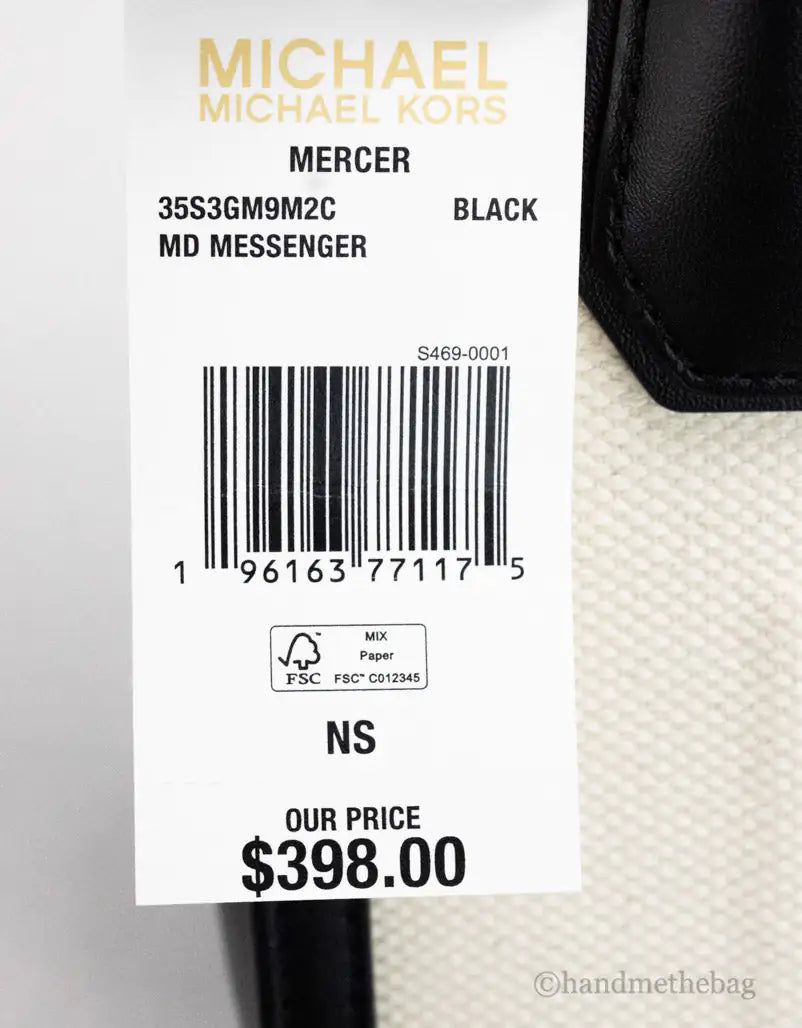 MICHAEL
MICHAEL KORS
MERCER
35S3GM9M2C BLACK
MD MESSENGER
S469-0001
1 96163 77117 5
MIX
Paper
FSC FSC™ C012345
NS
OUR PRICE
$398.00
©handmethebag